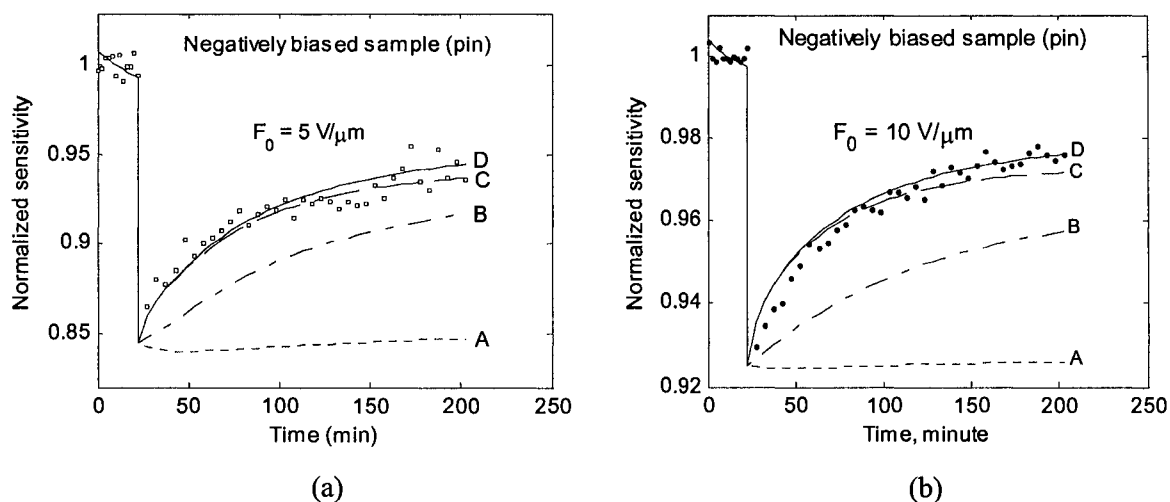 (a)
Negatively biased sample (pin)
F0 = 5 V/μm
Normalized sensitivity
1
0.95
0.9
0.85
D
C
B
A
0 50 100 150 200 250
Time (min)
(a)
(b)
Negatively biased sample (pin)
F0 = 10 V/μm
Normalized sensitivity
1
0.98
0.96
0.94
0.92
D
C
B
A
0 50 100 150 200 250
Time, minute
(b)